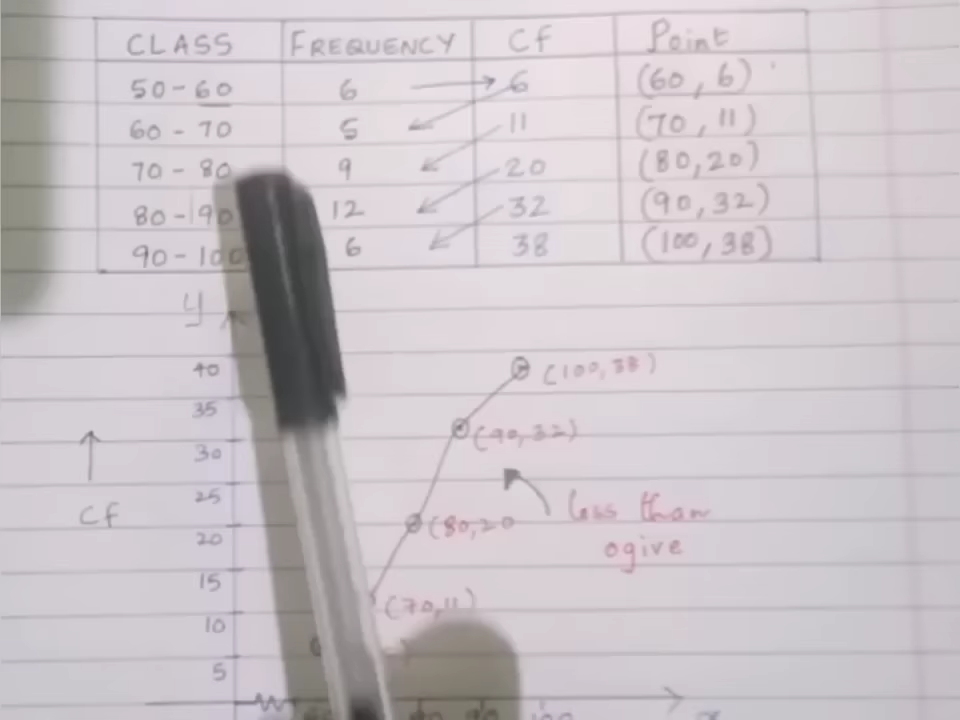 CLASS FREQUENCY Cf Point
50-60 6 6 (60,6)
60-70 5 11 (70,11)
70-80 9 20 (80,20)
80-90 12 32 (90,32)
90-100 6 38 (100,38)
y
40 (100,38)
35
(90,32)
30
25
less than
Cf (80,20
20 ogive
15
(70,11)
10
5
90 100